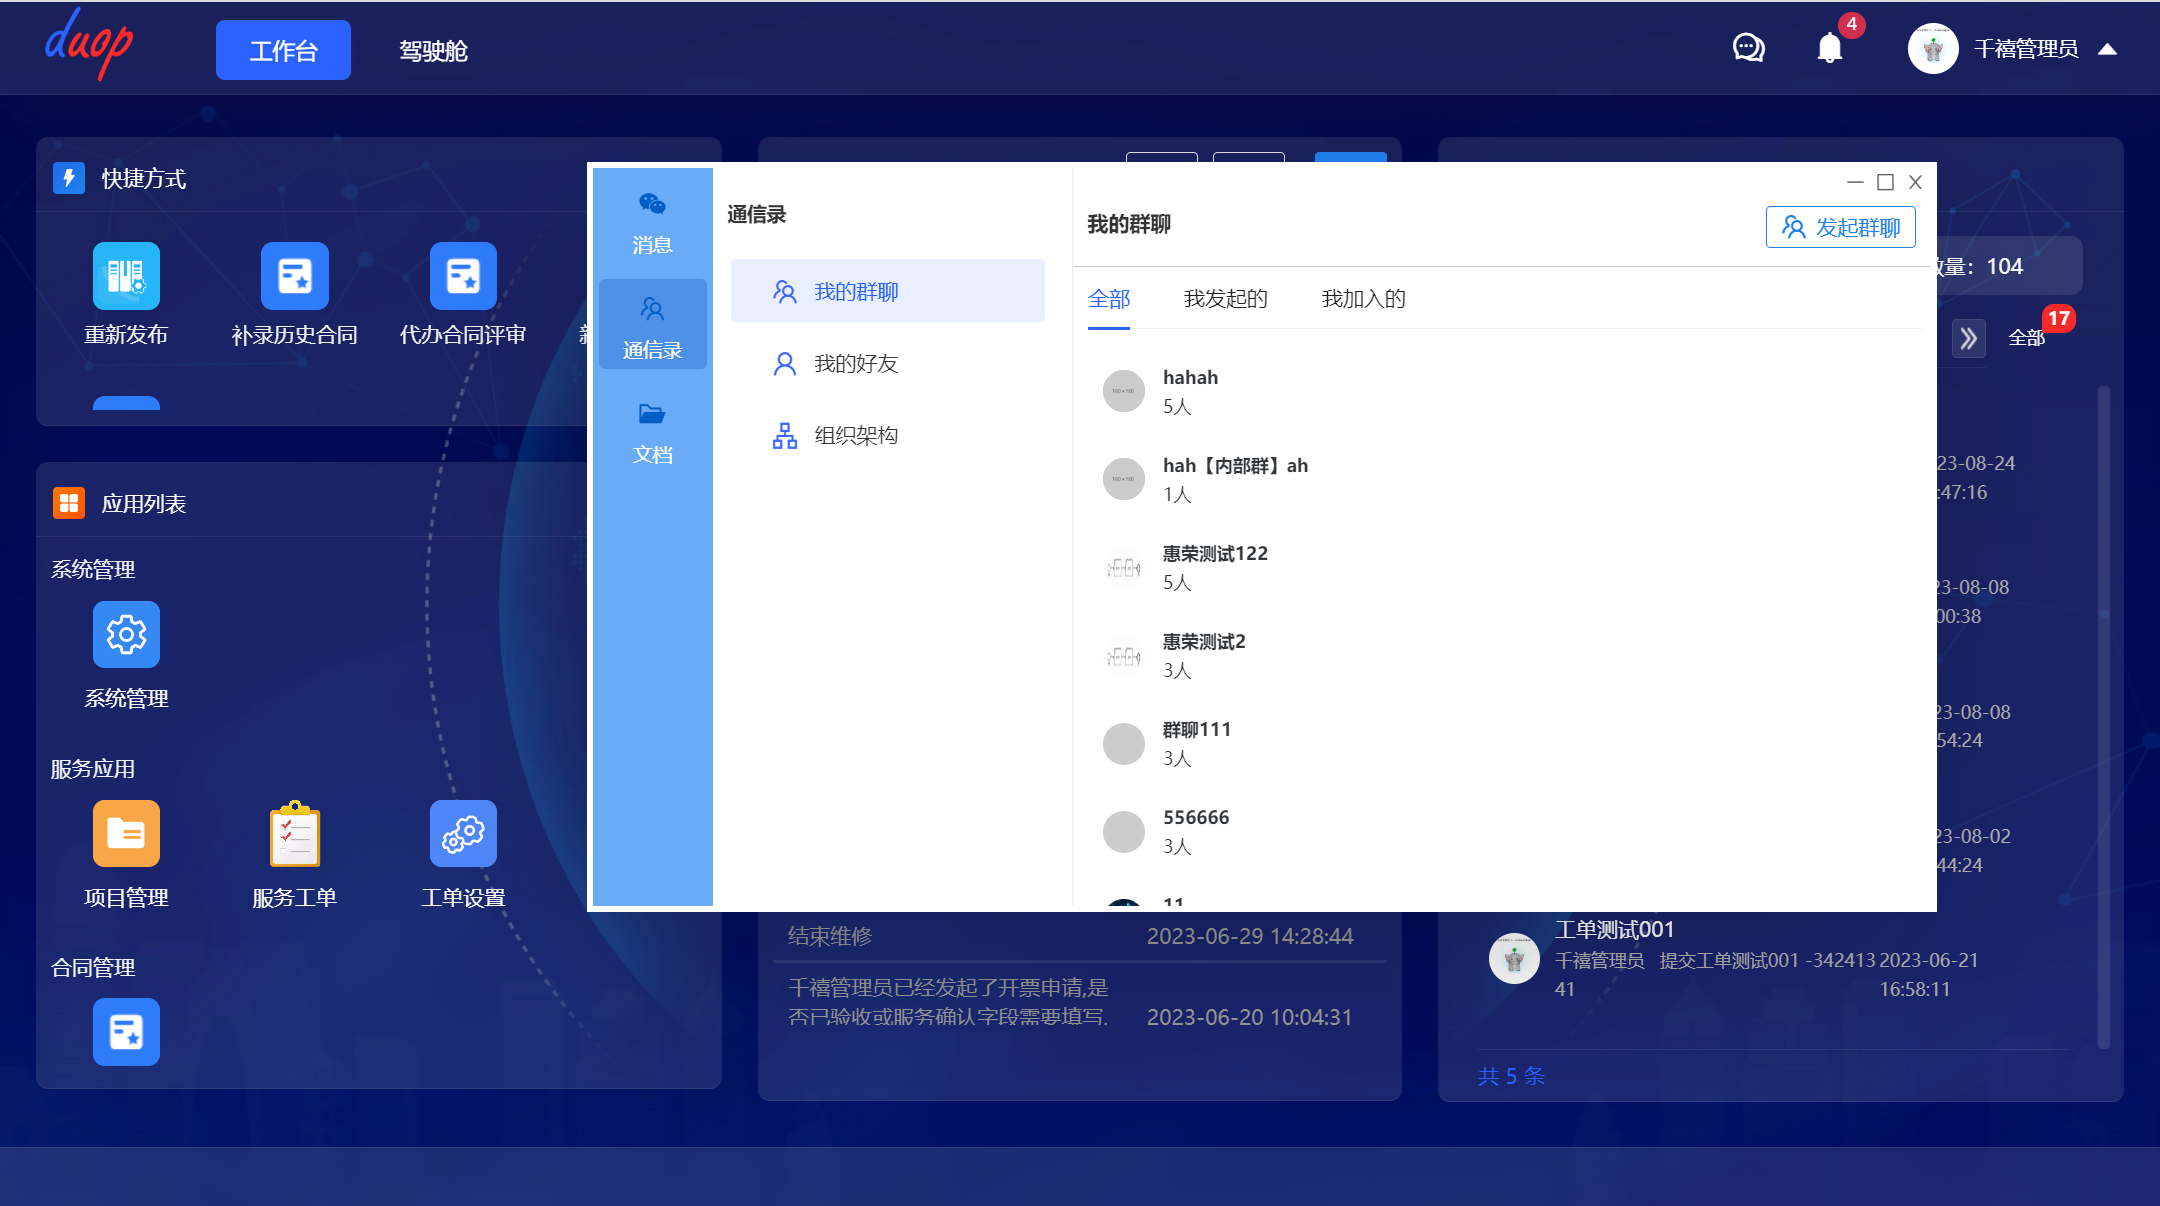 duop
工作台
驾驶舱
4
千禧管理员
快捷方式
重新发布
补录历史合同
代办合同评审
应用列表
系统管理
系统管理
服务应用
项目管理
服务工单
工单设置
合同管理
消息
通信录
文档
通信录
我的群聊
我的好友
组织架构
我的群聊
发起群聊
全部
我发起的
我加入的
hahah
5人
hah【内部群】ah
1人
惠荣测试122
5人
惠荣测试2
3人
群聊111
3人
556666
3人
11
量：104
全部
17
23-08-24
:47:16
23-08-08
00:38
23-08-08
54:24
23-08-02
44:24
结束维修
2023-06-29 14:28:44
千禧管理员已经发起了开票申请,是
否已验收或服务确认字段需要填写,
2023-06-20 10:04:31
工单测试001
千禧管理员 提交工单测试001 -342413
41
2023-06-21
16:58:11
共 5 条